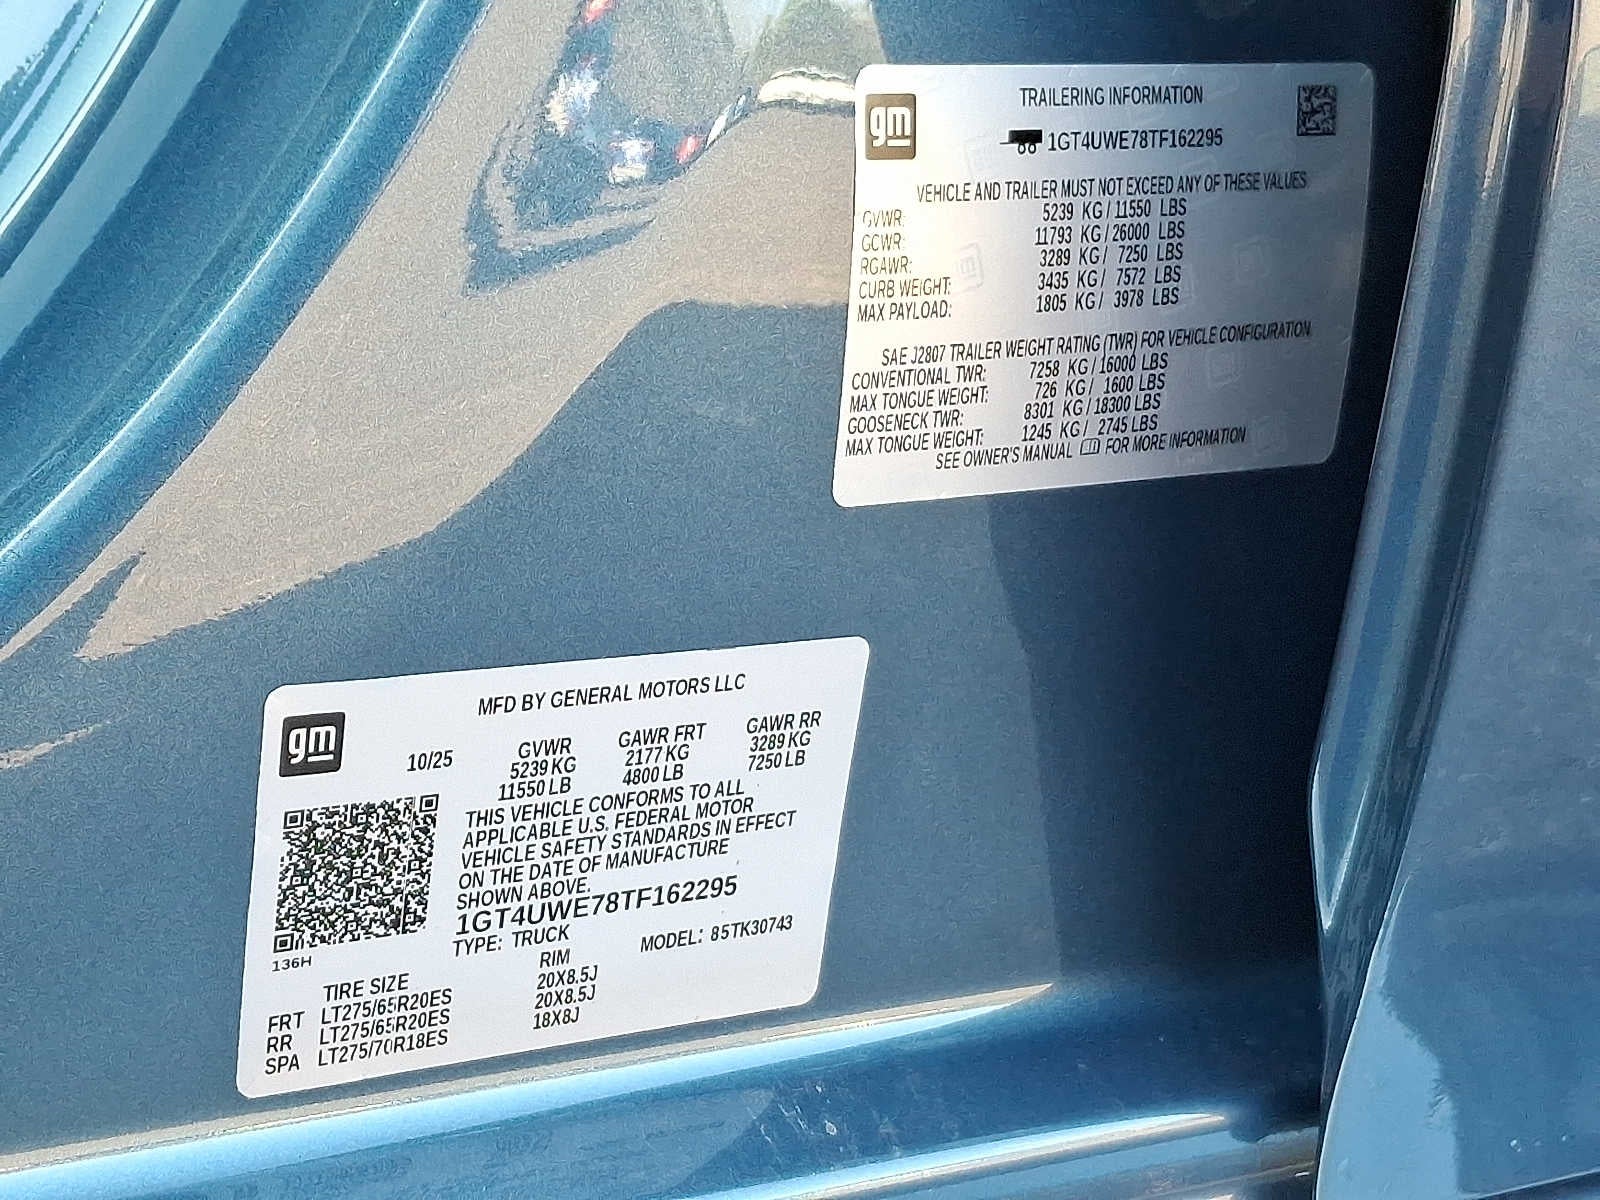 gm
TRAILERING INFORMATION
1GT4UWE78TF162295
VEHICLE AND TRAILER MUST NOT EXCEED ANY OF THESE VALUES
GVWR: 5239 KG/11550 LBS
GCWR: 11793 KG/26000 LBS
RGAWR: 3289 KG/ 7250 LBS
CURB WEIGHT: 3435 KG/ 7572 LBS
MAX PAYLOAD: 1805 KG/ 3978 LBS
SAE J2807 TRAILER WEIGHT RATING (TWR) FOR VEHICLE CONFIGURATION
CONVENTIONAL TWR: 7258 KG/16000 LBS
MAX TONGUE WEIGHT: 726 KG/ 1600 LBS
GOOSENECK TWR: 8301 KG/18300 LBS
MAX TONGUE WEIGHT: 1245 KG/ 2745 LBS
SEE OWNER'S MANUAL FOR MORE INFORMATION
gm
MFD BY GENERAL MOTORS LLC
10/25 GVWR GAWR FRT GAWR RR
5239 KG 2177 KG 3289 KG
11550 LB 4800 LB 7250 LB
THIS VEHICLE CONFORMS TO ALL
APPLICABLE U.S. FEDERAL MOTOR
VEHICLE SAFETY STANDARDS IN EFFECT
ON THE DATE OF MANUFACTURE
SHOWN ABOVE.
1GT4UWE78TF162295
TYPE: TRUCK MODEL: 85TK30743
136H
TIRE SIZE RIM
FRT LT275/65R20ES 20X8.5J
RR LT275/65R20ES 20X8.5J
SPA LT275/70R18ES 18X8J